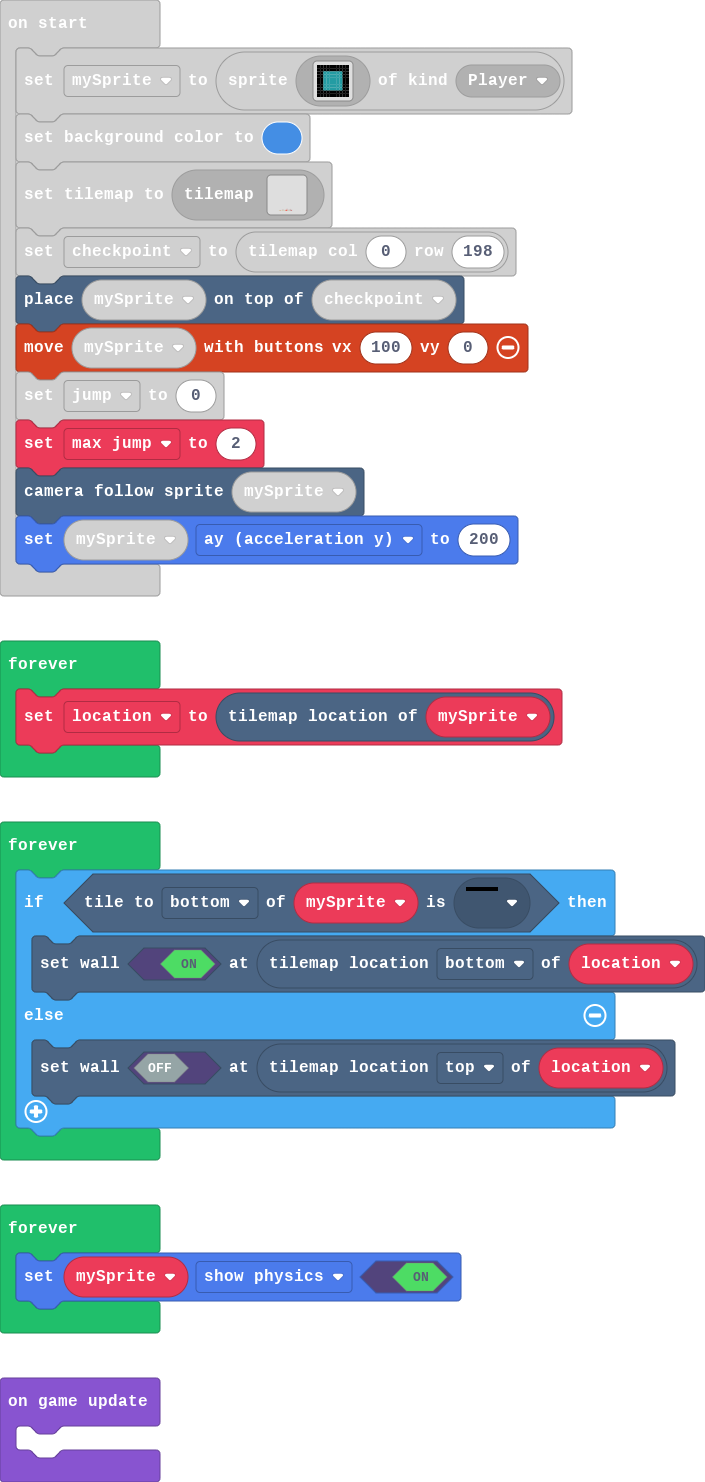 on start
set mySprite to sprite of kind Player
set background color to
set tilemap to tilemap
set checkpoint to tilemap col 0 row 198
place mySprite on top of checkpoint
move mySprite with buttons vx 100 vy 0
set jump to 0
set max jump to 2
camera follow sprite mySprite
set mySprite ay (acceleration y) to 200
forever
set location to tilemap location of mySprite
forever
if tile to bottom of mySprite is then
set wall ON at tilemap location bottom of location
else
set wall OFF at tilemap location top of location
forever
set mySprite show physics ON
on game update